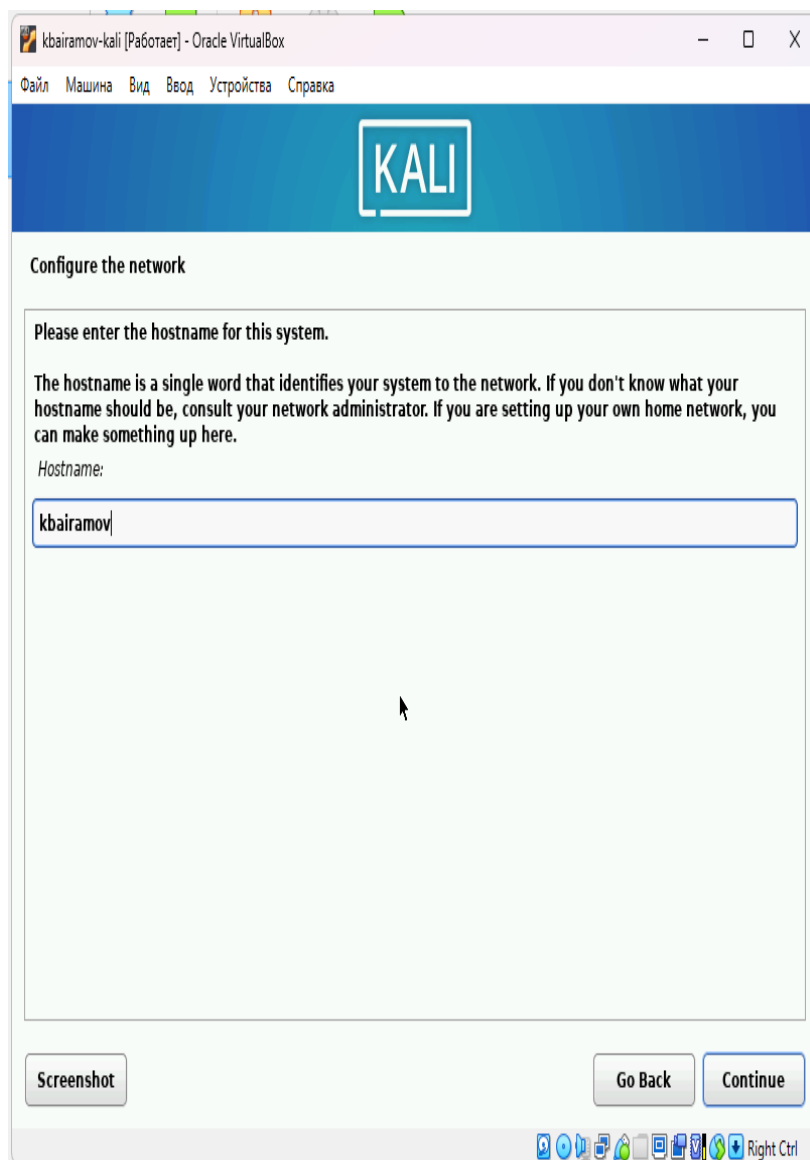 kbairamov-kali [Работает] - Oracle VirtualBox
Файл Машина Вид Ввод Устройства Справка
KALI
Configure the network
Please enter the hostname for this system.
The hostname is a single word that identifies your system to the network. If you don't know what your
hostname should be, consult your network administrator. If you are setting up your own home network, you
can make something up here.
Hostname:
kbairamov
Screenshot Go Back Continue
Right Ctrl